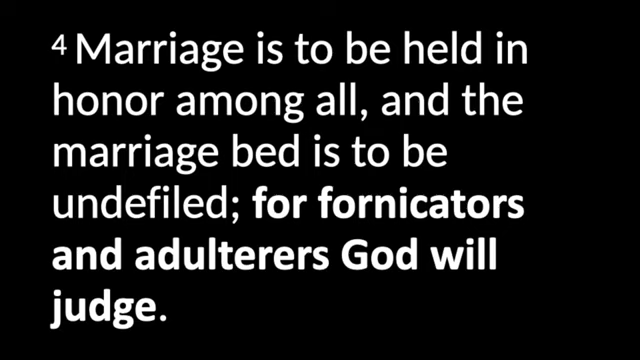 4 Marriage is to be held in
honor among all, and the
marriage bed is to be
undefiled; for fornicators
and adulterers God will
judge.